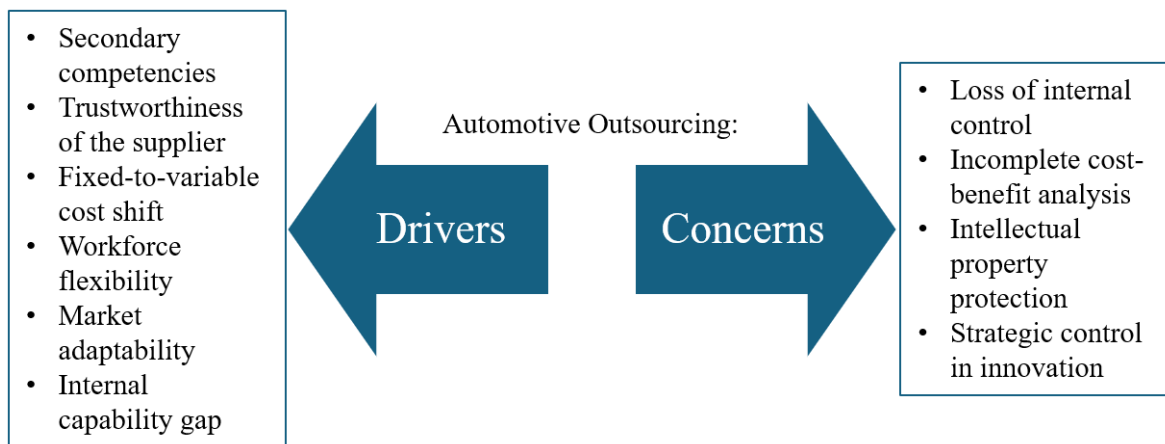 • Secondary
competencies
• Trustworthiness
of the supplier
• Fixed-to-variable
cost shift
• Workforce
flexibility
• Market
adaptability
• Internal
capability gap
Automotive Outsourcing:
Drivers
Concerns
• Loss of internal
control
• Incomplete cost-
benefit analysis
• Intellectual
property
protection
• Strategic control
in innovation